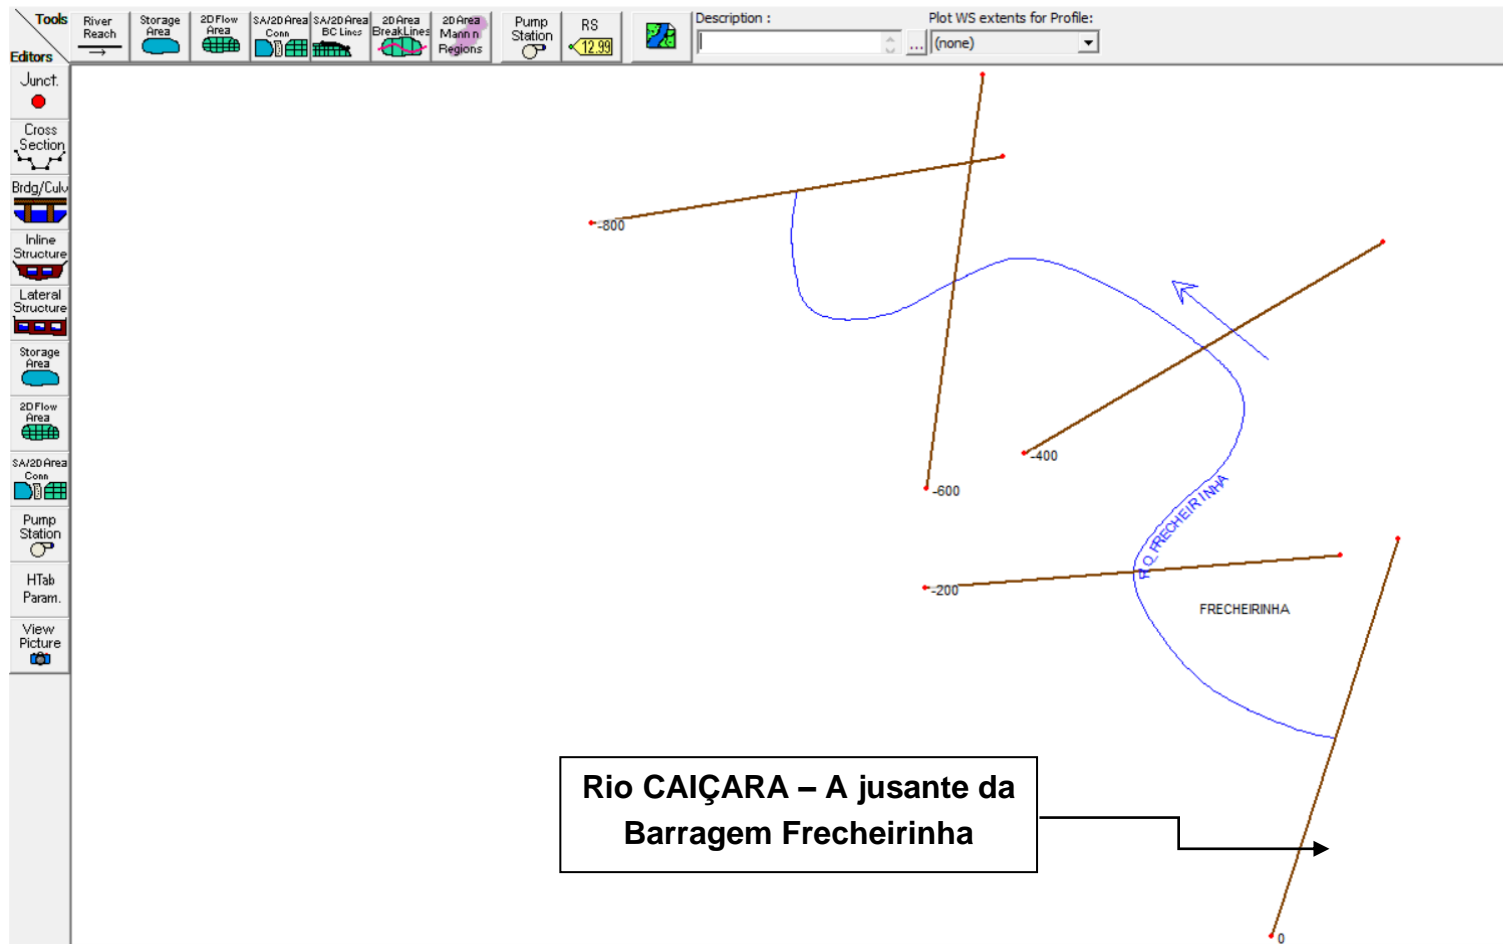 Tools
Editors
River
Reach
Storage
Area
2D Flow
Area
SA/2D Area
Conn
SA/2D Area
BC Lines
2D Area
BreakLines
2D Area
Mann n
Regions
Pump
Station
RS
12.99
Description :
Plot WS extents for Profile:
...
(none)
Junct.
Cross
Section
Brdg/Culv
Inline
Structure
Lateral
Structure
Storage
Area
2D Flow
Area
SA/2D Area
Conn
Pump
Station
HTab
Param.
View
Picture
-800
-400
-600
RIO_FRECHEIRINHA
-200
FRECHEIRINHA
Rio CAIÇARA – A jusante da
Barragem Frecheirinha
0